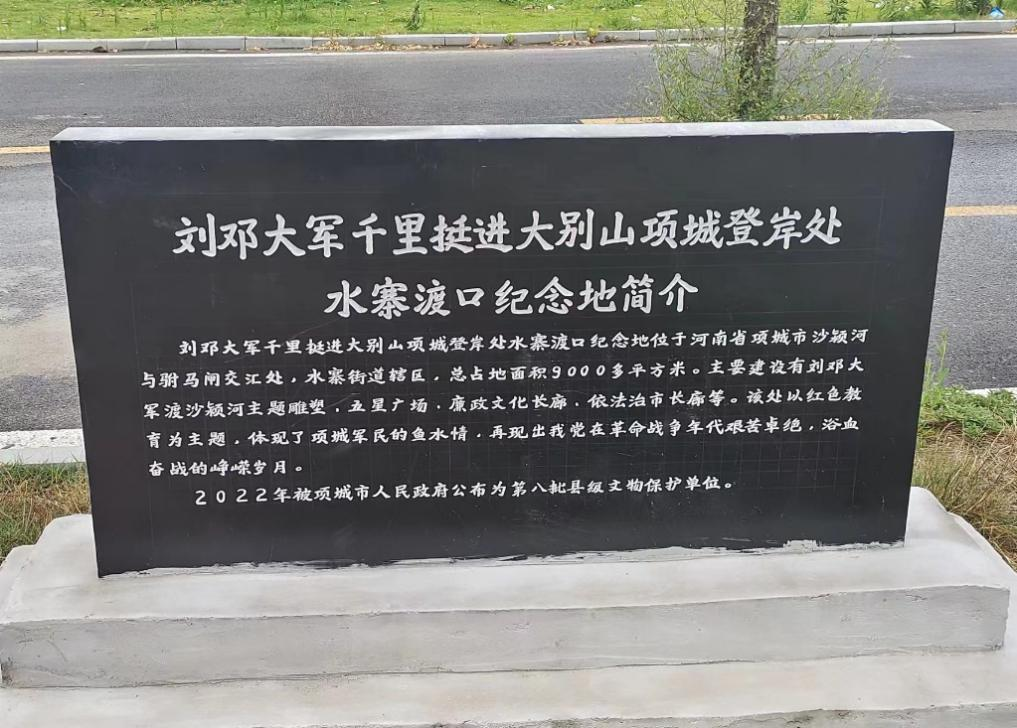 刘邓大军千里挺进大别山项城登岸处
水寨渡口纪念地简介
刘邓大军千里挺进大别山项城登岸处水寨渡口纪念地位于河南省项城市沙颍河
与驸马闸交汇处，水寨街道辖区，总占地面积9000多平方米。主要建设有刘邓大
军渡沙颍河主题雕塑，五星广场，廉政文化长廊，依法治市长廊等。该处以红色教
育为主题，体现了项城军民的鱼水情，再现出我党在革命战争年代艰苦卓绝，浴血
奋战的峥嵘岁月。
2022年被项城市人民政府公布为第八批县级文物保护单位。